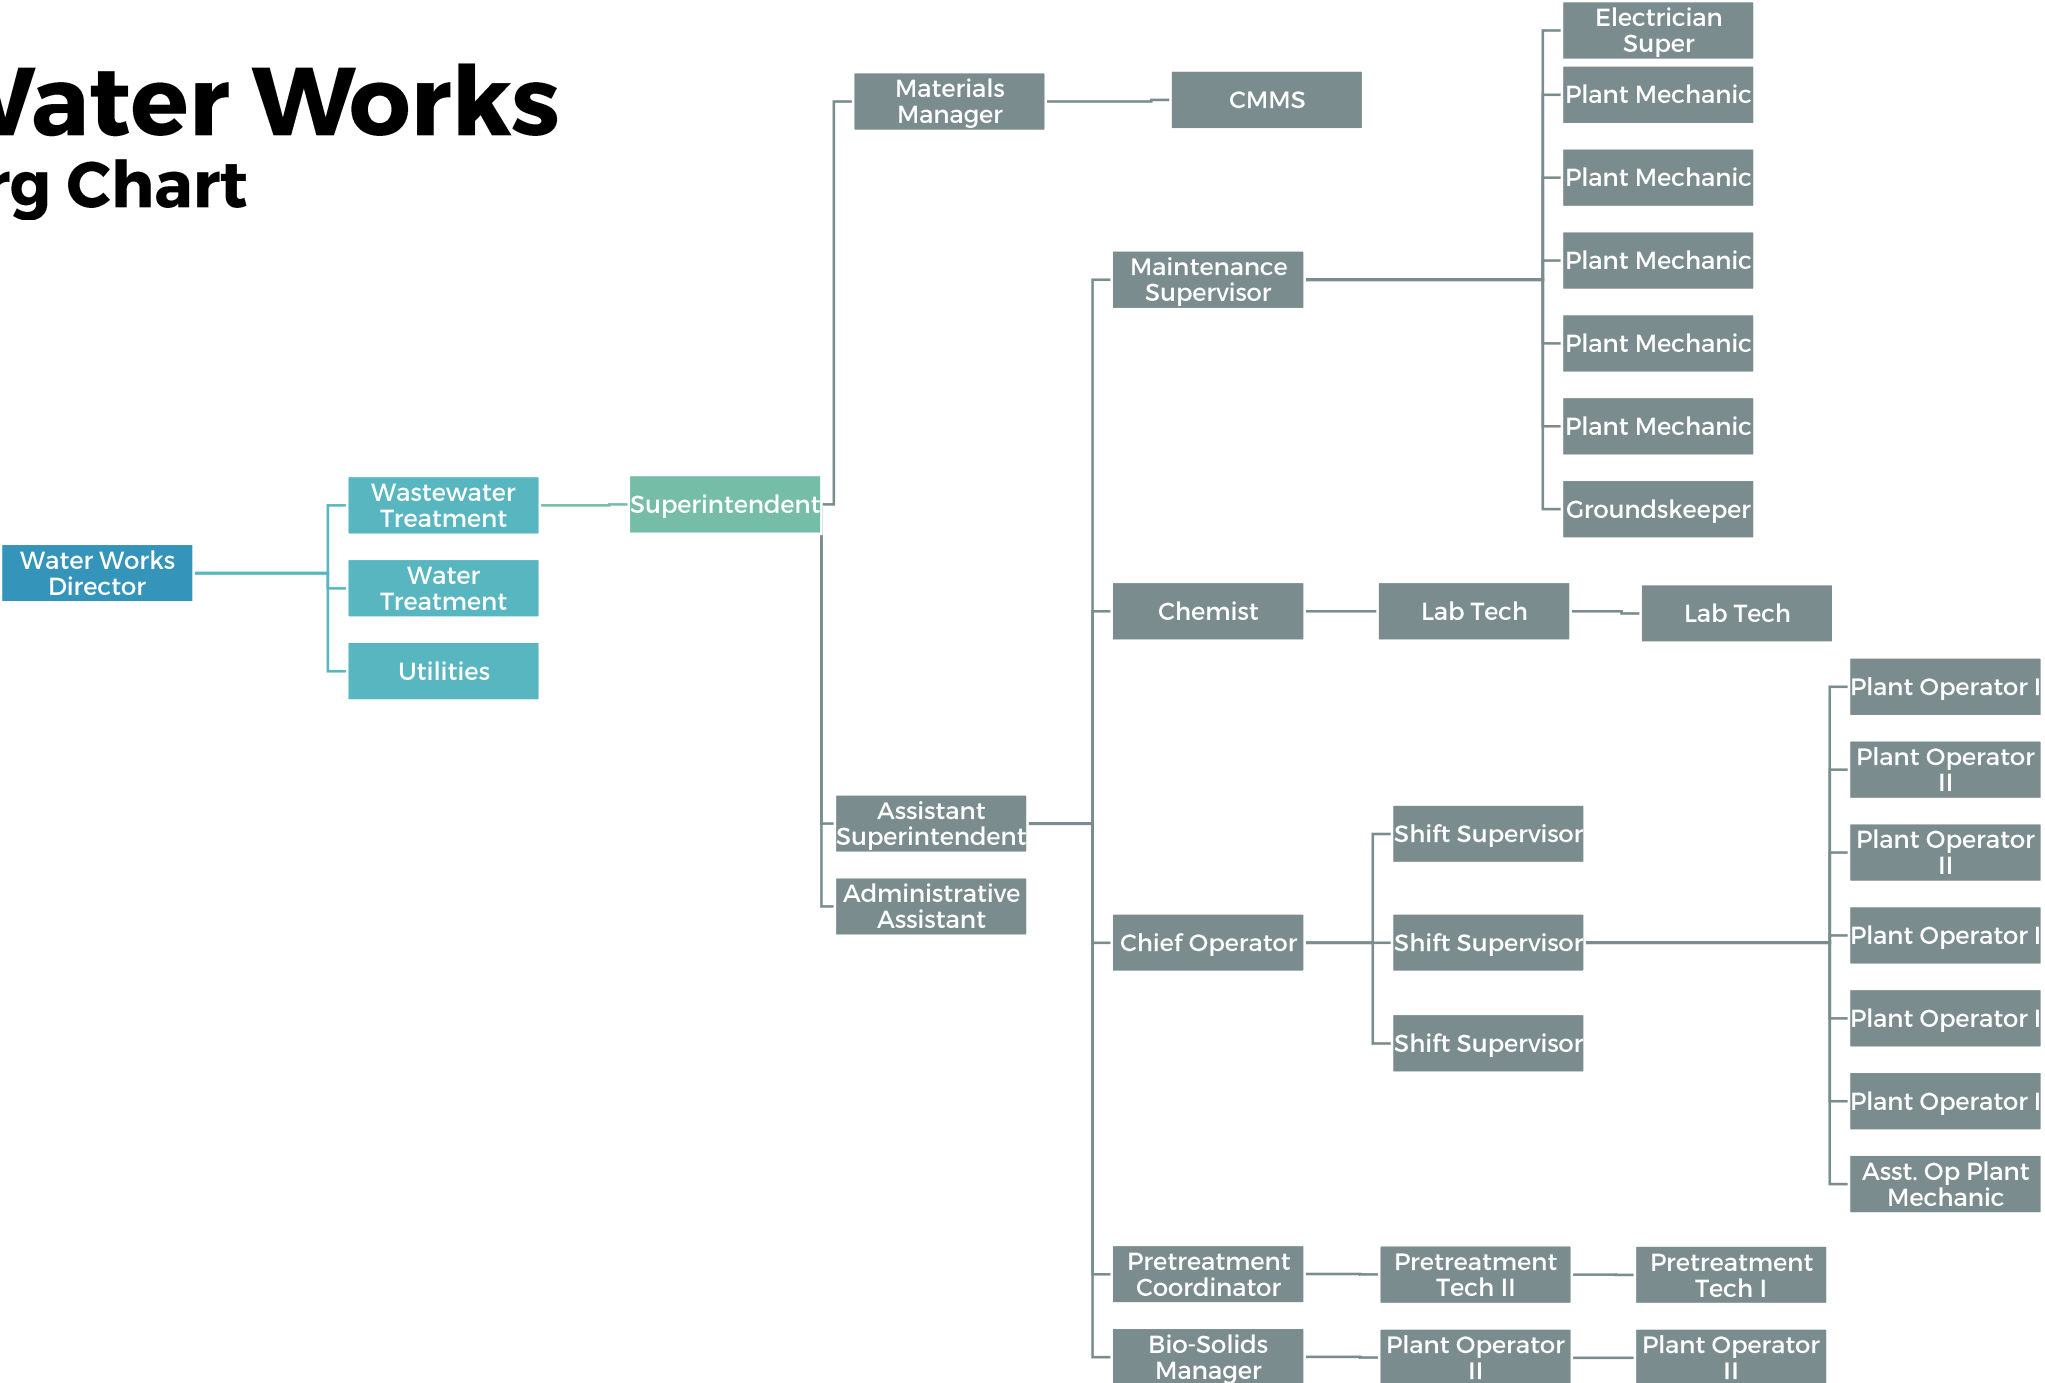 Water Works
rg Chart
Electrician
Super
Materials
Manager
CMMS
Plant Mechanic
Plant Mechanic
Maintenance
Supervisor
Plant Mechanic
Plant Mechanic
Plant Mechanic
Wastewater
Treatment
Superintendent
Groundskeeper
Water Works
Director
Water
Treatment
Utilities
Chemist
Lab Tech
Lab Tech
Plant Operator I
Plant Operator
II
Assistant
Superintendent
Shift Supervisor
Plant Operator
II
Administrative
Assistant
Chief Operator
Shift Supervisor
Plant Operator I
Shift Supervisor
Plant Operator I
Plant Operator I
Asst. Op Plant
Mechanic
Pretreatment
Coordinator
Pretreatment
Tech II
Pretreatment
Tech I
Bio-Solids
Manager
Plant Operator
II
Plant Operator
II